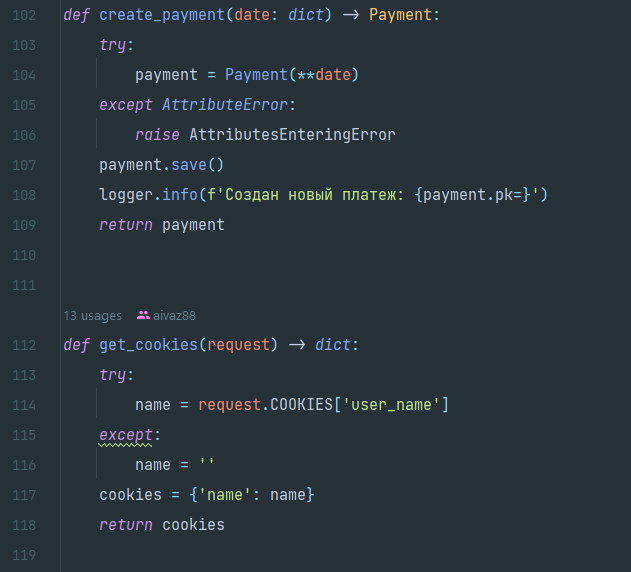 102 def create_payment(date: dict) -> Payment:
103     try:
104         payment = Payment(**date)
105     except AttributeError:
106         raise AttributesEnteringError
107     payment.save()
108     logger.info(f'Создан новый платеж: {payment.pk=}')
109     return payment
110
111
13 usages aivaz88
112 def get_cookies(request) -> dict:
113     try:
114         name = request.COOKIES['user_name']
115     except:
116         name = ''
117     cookies = {'name': name}
118     return cookies
119